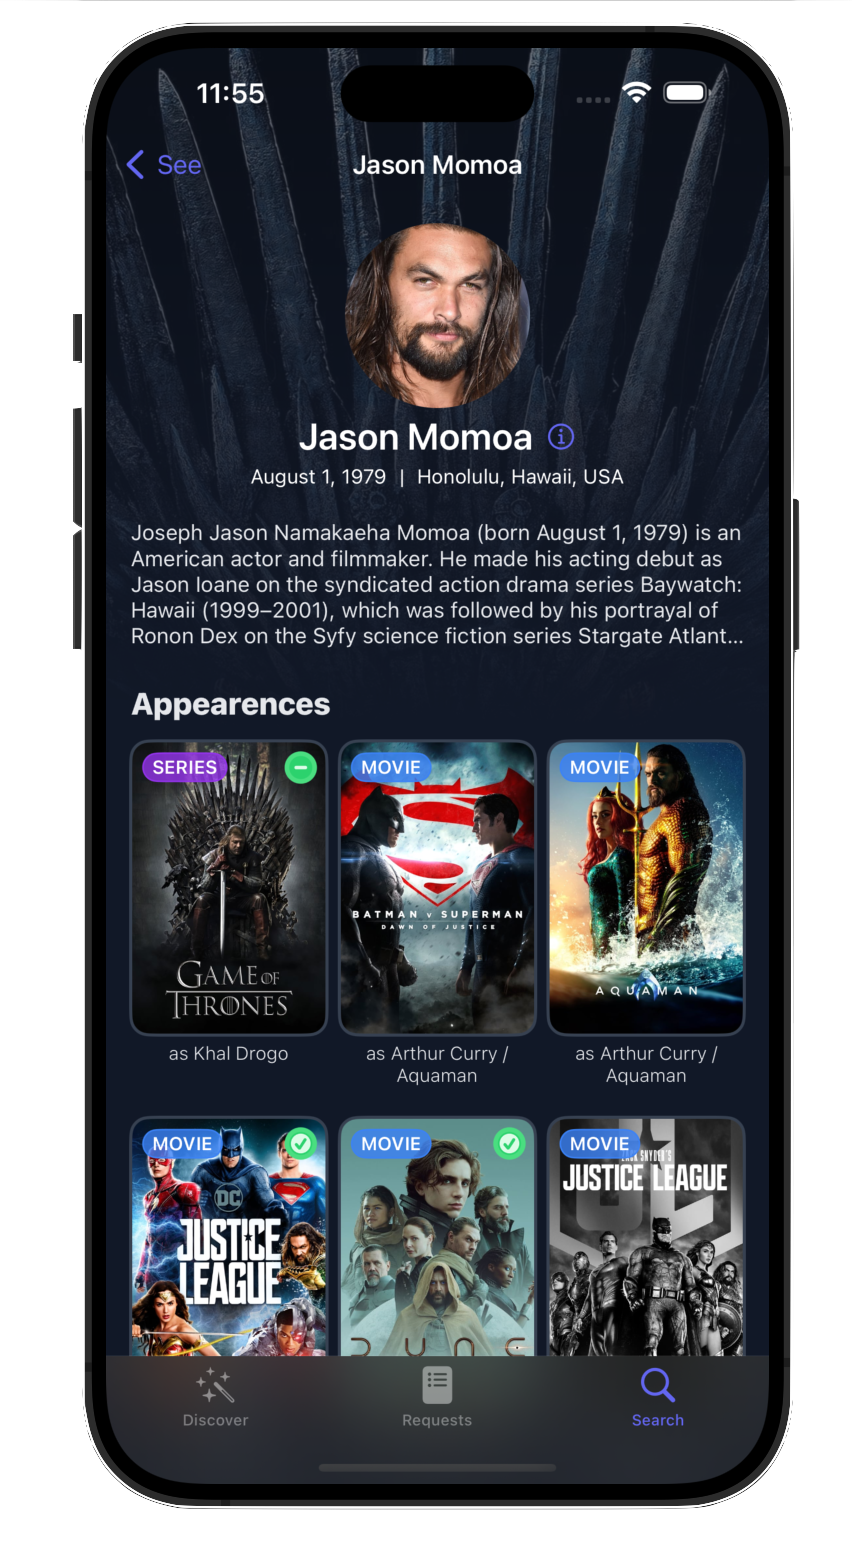 11:55
See
Jason Momoa
Jason Momoa
August 1, 1979 | Honolulu, Hawaii, USA
Joseph Jason Namakaeha Momoa (born August 1, 1979) is an
American actor and filmmaker. He made his acting debut as
Jason Ioane on the syndicated action drama series Baywatch:
Hawaii (1999–2001), which was followed by his portrayal of
Ronon Dex on the Syfy science fiction series Stargate Atlant...
Appearences
SERIES
MOVIE
MOVIE
GAME OF
THRONES
BATMAN v SUPERMAN
DAWN OF JUSTICE
AQUAMAN
as Khal Drogo
as Arthur Curry /
Aquaman
as Arthur Curry /
Aquaman
MOVIE
MOVIE
MOVIE
DC
JUSTICE
LEAGUE
DUNE
SNYDER'S
JUSTICE LEAGUE
Discover
Requests
Search